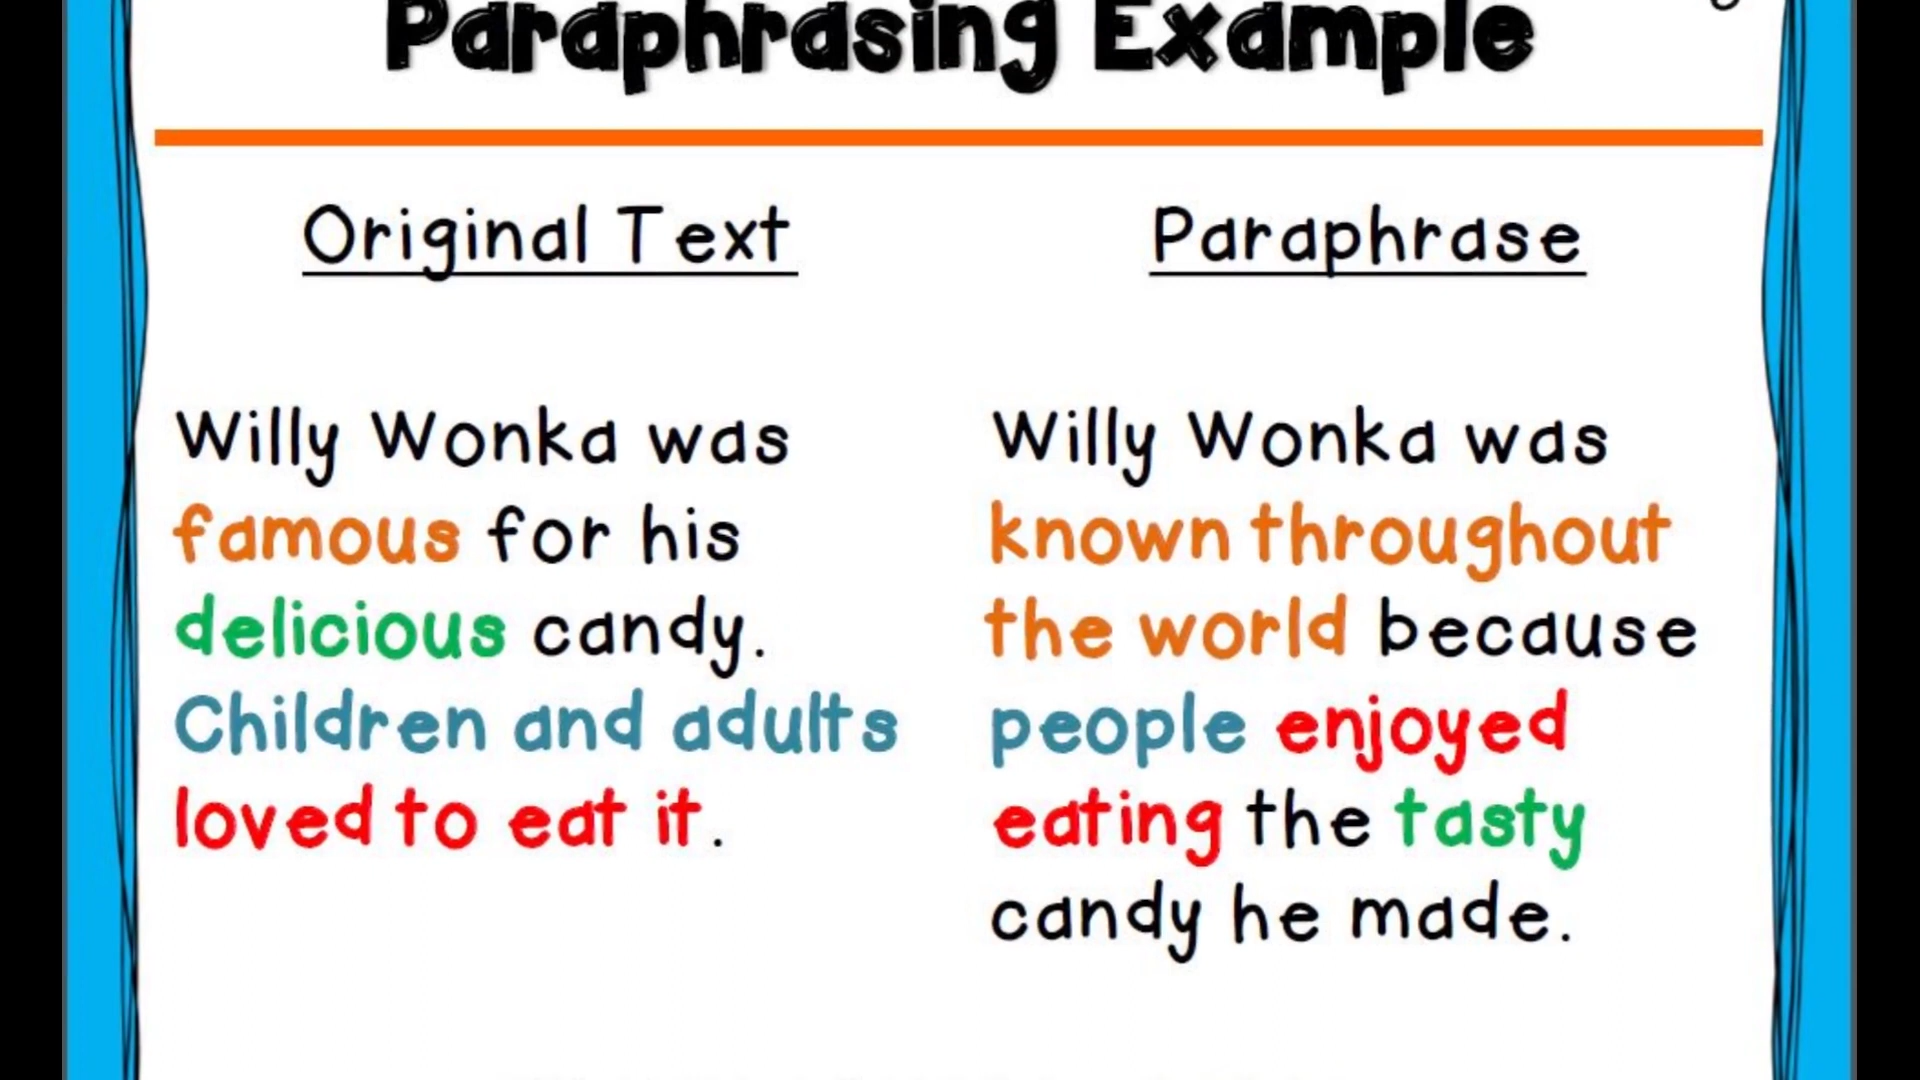 Paraphrasing Example
Original Text
Willy Wonka was
famous for his
delicious candy.
Children and adults
loved to eat it.
Paraphrase
Willy Wonka was
known throughout
the world because
people enjoyed
eating the tasty
candy he made.